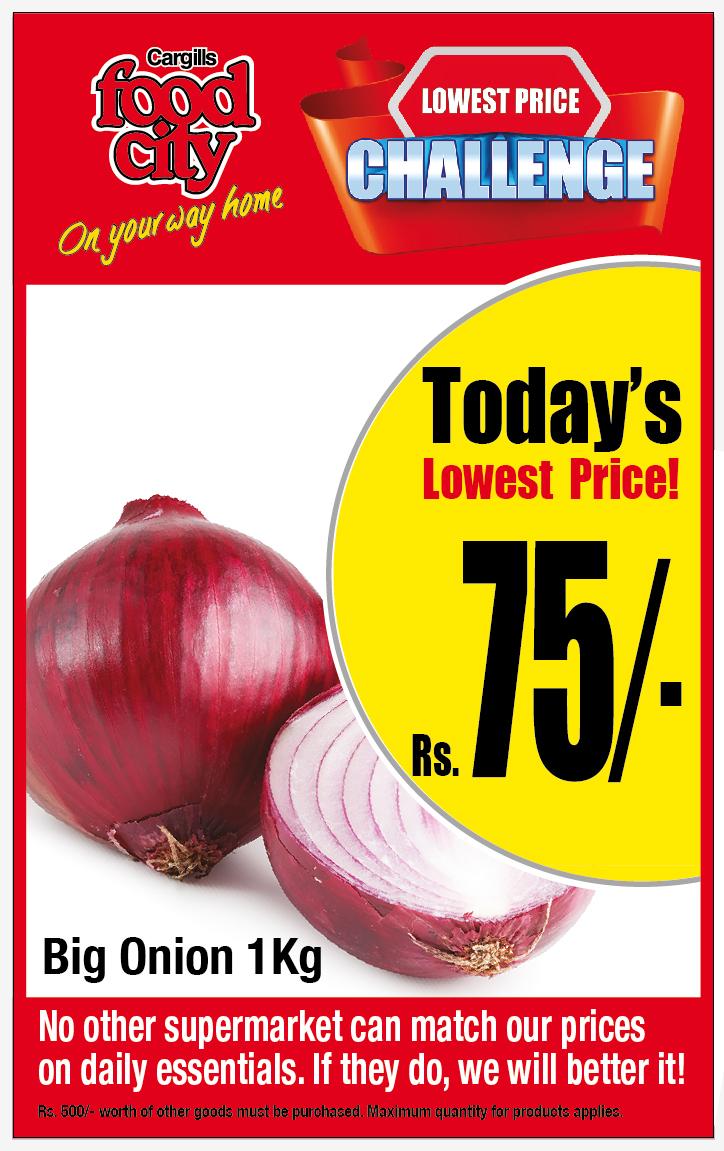 Cargills
food
city
On your way home
LOWEST PRICE
CHALLENGE
Today's
Lowest Price!
Rs. 75/-
Big Onion 1Kg
No other supermarket can match our prices
on daily essentials. If they do, we will better it!
Rs. 500/- worth of other goods must be purchased. Maximum quantity for products applies.